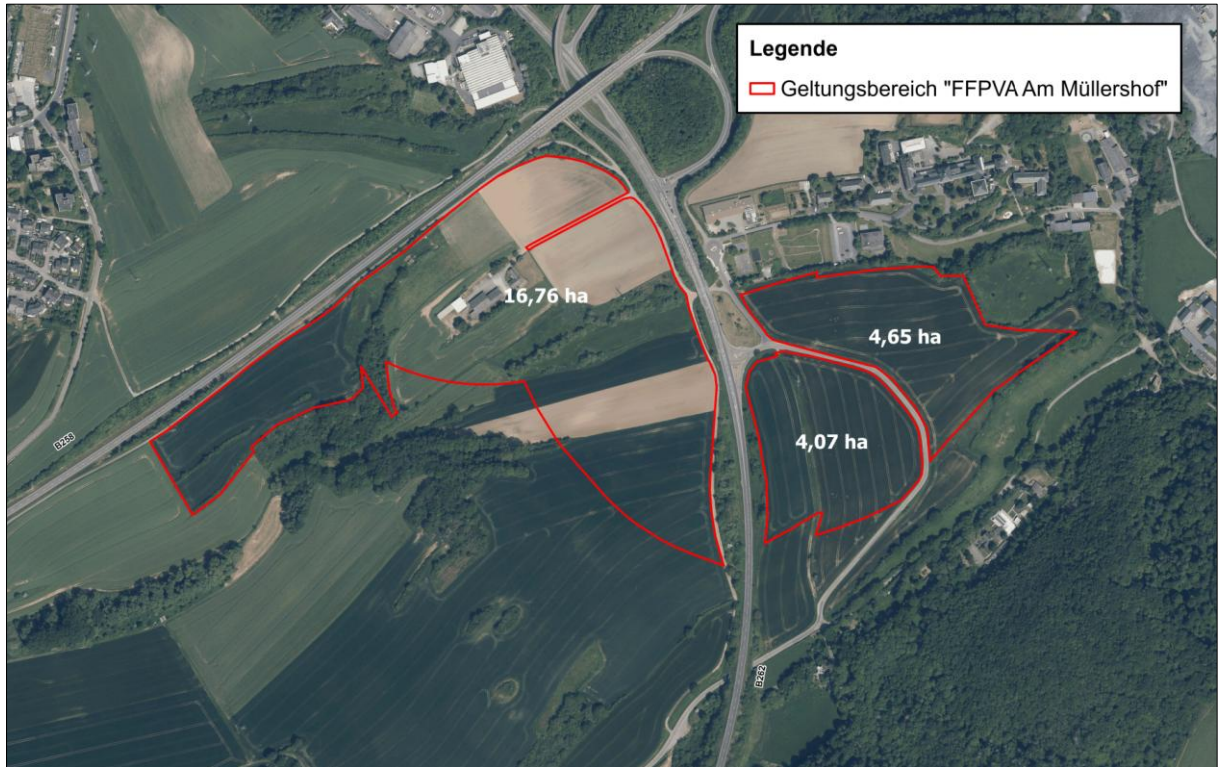 Legende
Geltungsbereich "FFPVA Am Müllershof"
16,76 ha
4,65 ha
4,07 ha
B258
B262